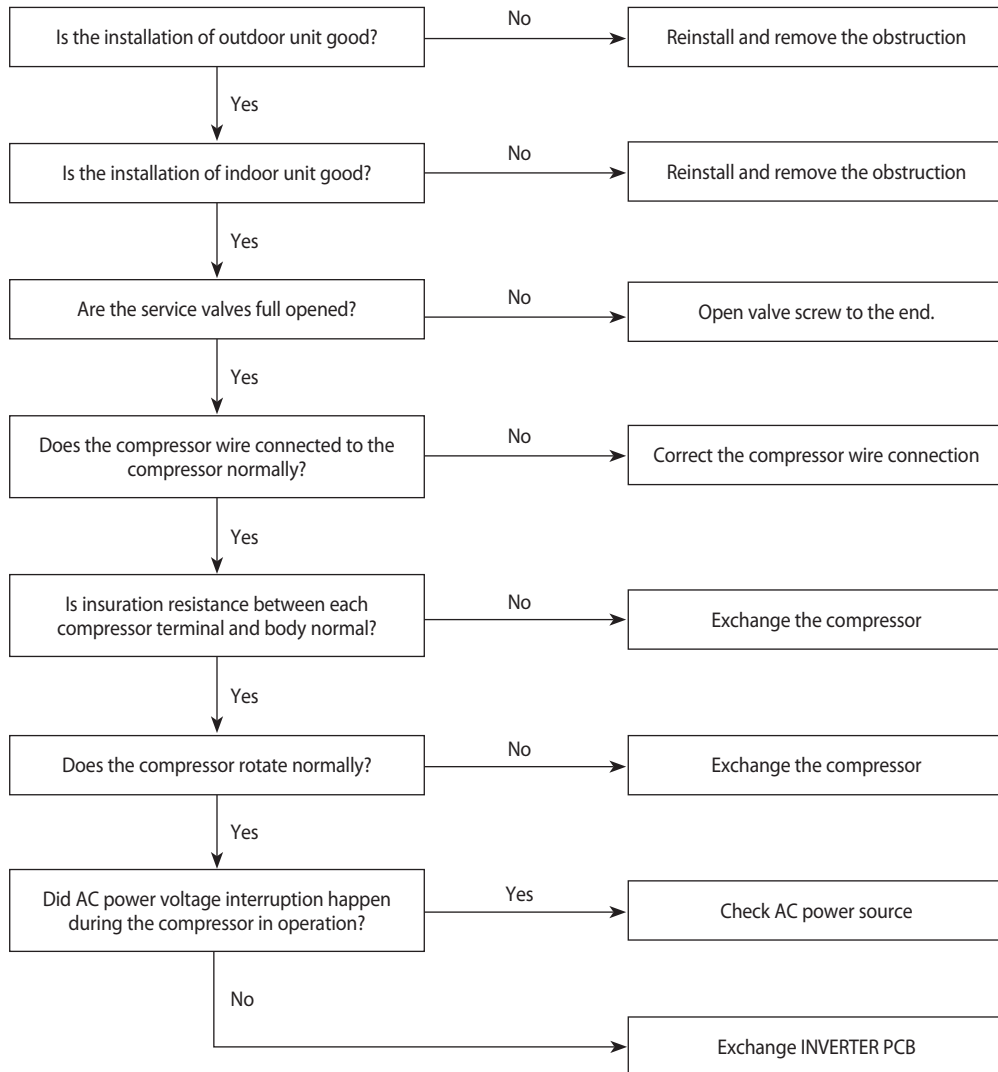 Is the installation of outdoor unit good?
No
Reinstall and remove the obstruction
Yes
Is the installation of indoor unit good?
No
Reinstall and remove the obstruction
Yes
Are the service valves full opened?
No
Open valve screw to the end.
Yes
Does the compressor wire connected to the
compressor normally?
No
Correct the compressor wire connection
Yes
Is insuration resistance between each
compressor terminal and body normal?
No
Exchange the compressor
Yes
Does the compressor rotate normally?
No
Exchange the compressor
Yes
Did AC power voltage interruption happen
during the compressor in operation?
Yes
Check AC power source
No
Exchange INVERTER PCB